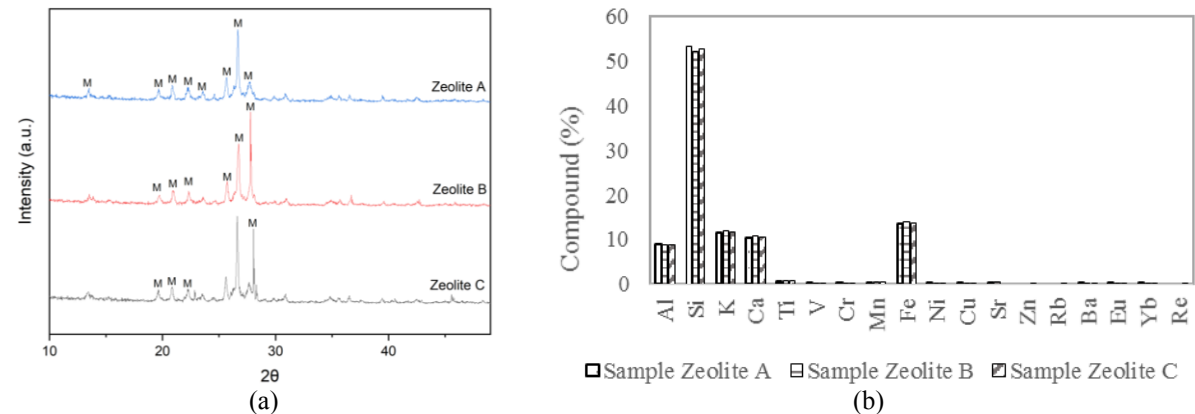 M
M
M
M
M
M
M
M
Zeolite A
M
M
M
M
M
M
Zeolite B
M
M
M
M
Zeolite C
Intensity (a.u.)
10
20
30
40
2θ
(a)
60
50
40
30
20
10
0
Compound (%)
Al
Si
K
Ca
Ti
V
Cr
Mn
Fe
Ni
Cu
Sr
Zn
Rb
Ba
Eu
Yb
Re
Sample Zeolite A Sample Zeolite B Sample Zeolite C
(b)